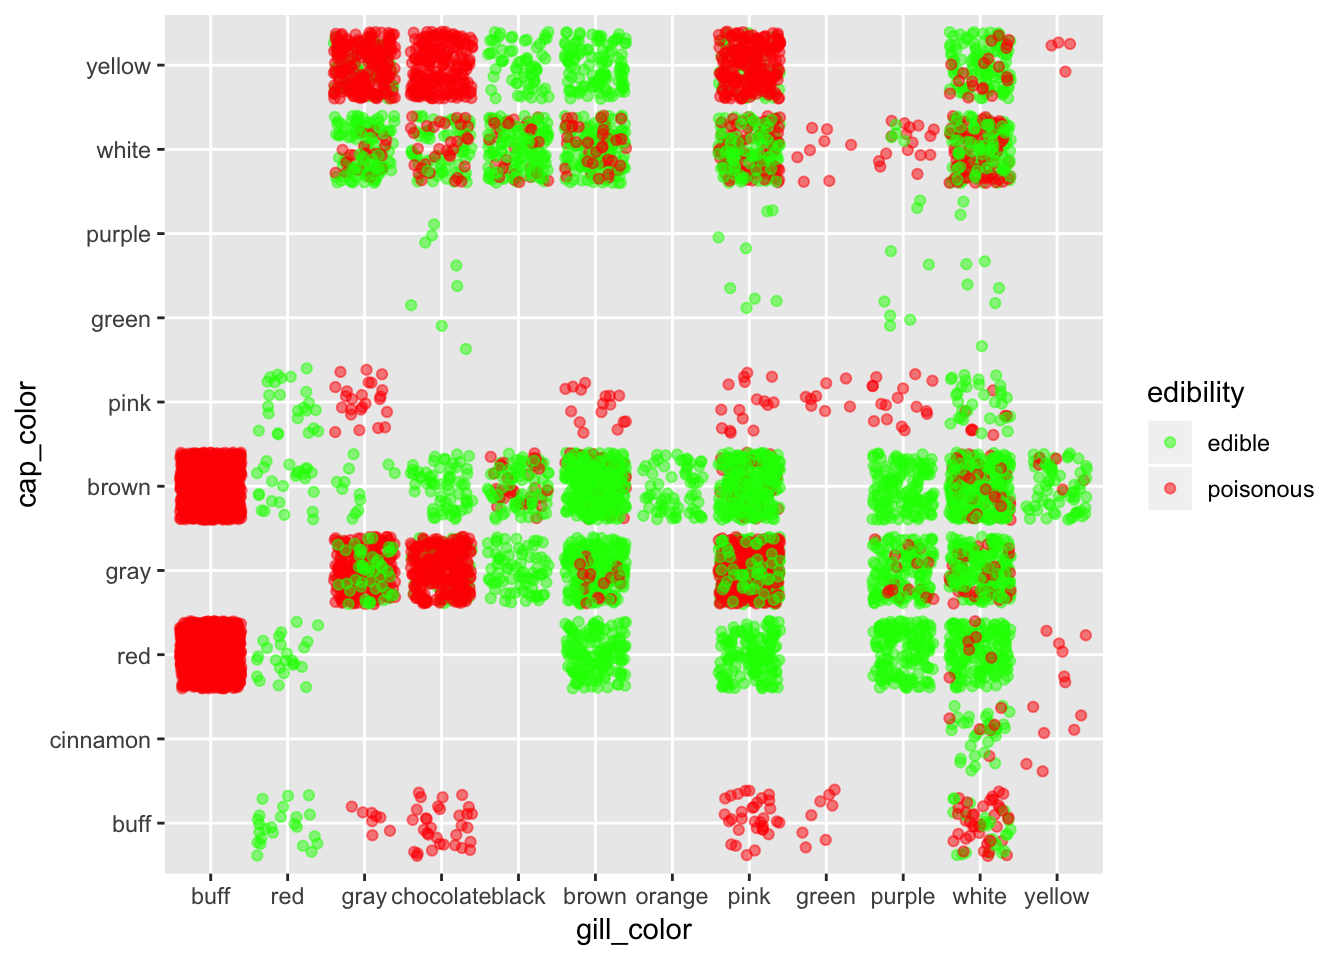 yellow
white
purple
green
pink
brown
gray
red
cinnamon
buff
cap_color
buff red gray chocolate black brown orange pink green purple white yellow
gill_color
edibility
edible
poisonous